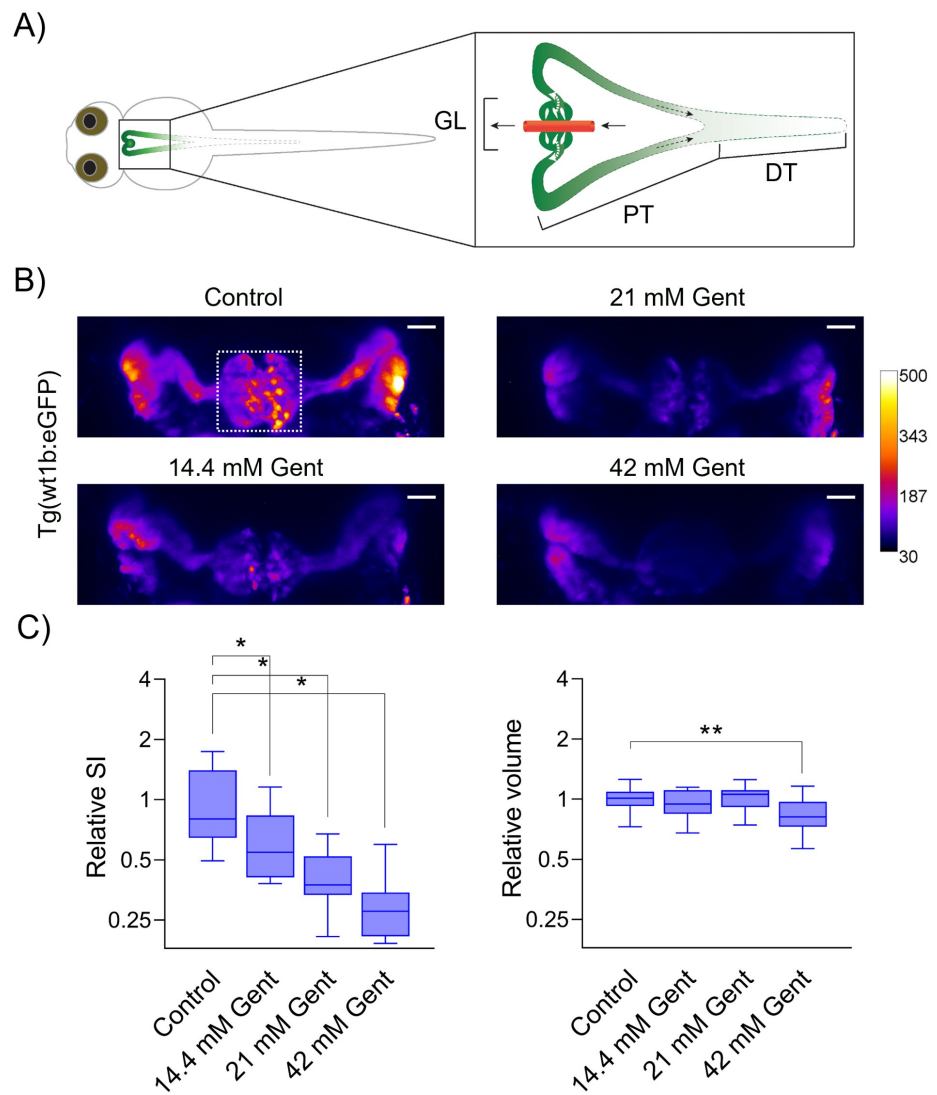 A)
GL
PT
DT
B)
Control
21 mM Gent
Tg(wt1b:eGFP)
14.4 mM Gent
42 mM Gent
500
343
187
30
C)
*
*
*
4
2
1
0.5
0.25
Relative SI
Control
14.4 mM Gent
21 mM Gent
42 mM Gent
**
4
2
1
0.5
0.25
Relative volume
Control
14.4 mM Gent
21 mM Gent
42 mM Gent